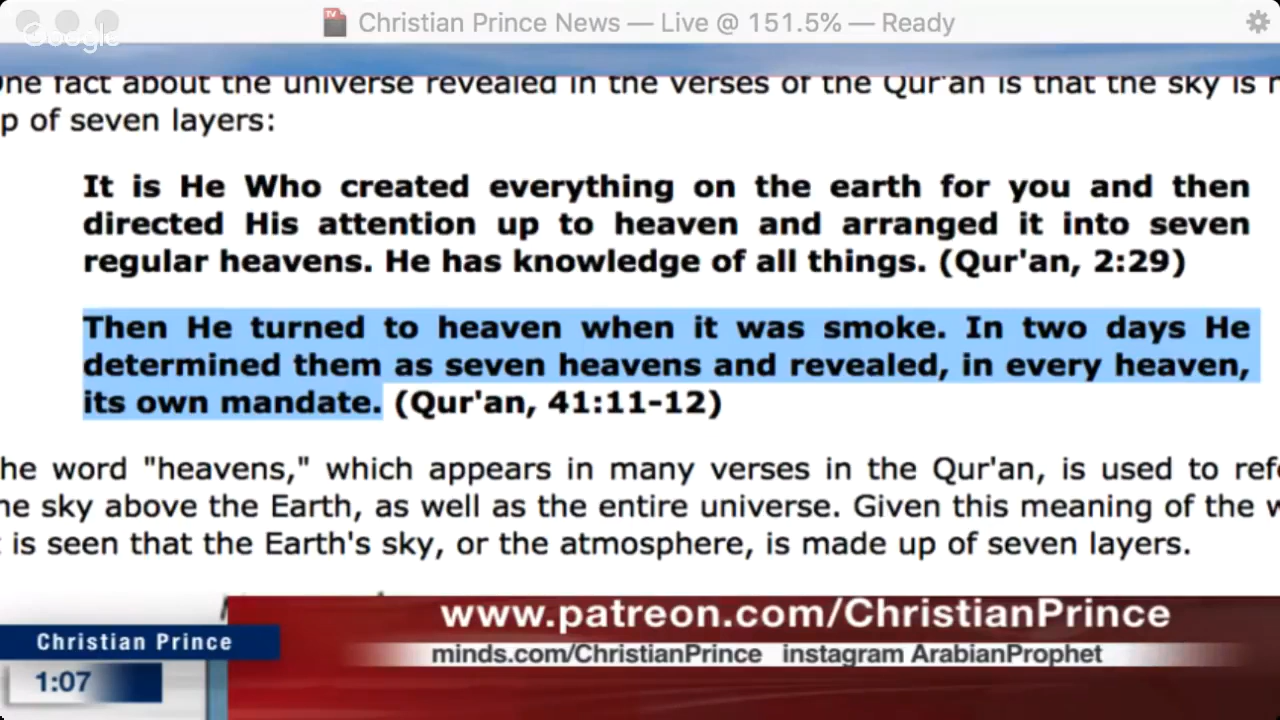 Christian Prince News — Live @ 151.5% — Ready
Google
ne fact about the universe revealed in the verses of the Qur'an is that the sky is
p of seven layers:
It is He Who created everything on the earth for you and then
directed His attention up to heaven and arranged it into seven
regular heavens. He has knowledge of all things. (Qur'an, 2:29)
Then He turned to heaven when it was smoke. In two days He
determined them as seven heavens and revealed, in every heaven,
its own mandate. (Qur'an, 41:11-12)
he word "heavens," which appears in many verses in the Qur'an, is used to ref
he sky above the Earth, as well as the entire universe. Given this meaning of the
t is seen that the Earth's sky, or the atmosphere, is made up of seven layers.
www.patreon.com/ChristianPrince
Christian Prince
minds.com/ChristianPrince instagram ArabianProphet
1:07